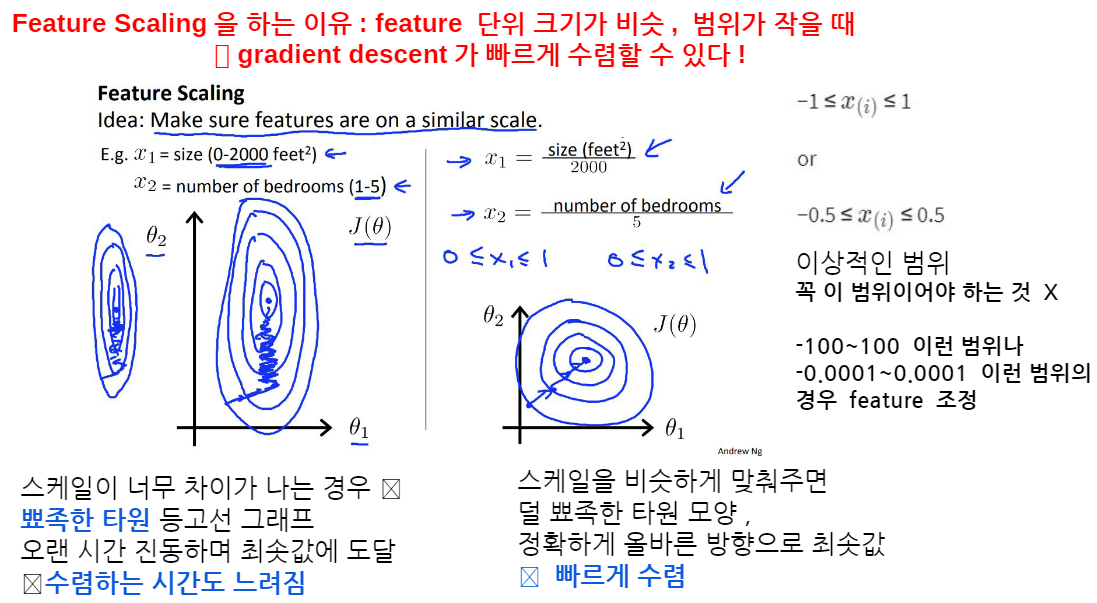 Feature Scaling 을 하는 이유 : feature 단위 크기가 비슷 , 범위가 작을 때
gradient descent 가 빠르게 수렴할 수 있다 !
Feature Scaling
Idea: Make sure features are on a similar scale.
E.g. x₁ = size (0-2000 feet²)
x₂ = number of bedrooms (1-5)
θ₂
J(θ)
θ₁
x₁ = size (feet²) / 2000
x₂ = number of bedrooms / 5
0 ≤ x₁ ≤ 1 0 ≤ x₂ ≤ 1
θ₂
J(θ)
θ₁
Andrew Ng
-1 ≤ x₍ᵢ₎ ≤ 1
or
-0.5 ≤ x₍ᵢ₎ ≤ 0.5
이상적인 범위
꼭 이 범위이어야 하는 것 X
-100~100 이런 범위나
-0.0001~0.0001 이런 범위의
경우 feature 조정
스케일이 너무 차이가 나는 경우
뾰족한 타원 등고선 그래프
오랜 시간 진동하며 최솟값에 도달
수렴하는 시간도 느려짐
스케일을 비슷하게 맞춰주면
덜 뾰족한 타원 모양 ,
정확하게 올바른 방향으로 최솟값
빠르게 수렴